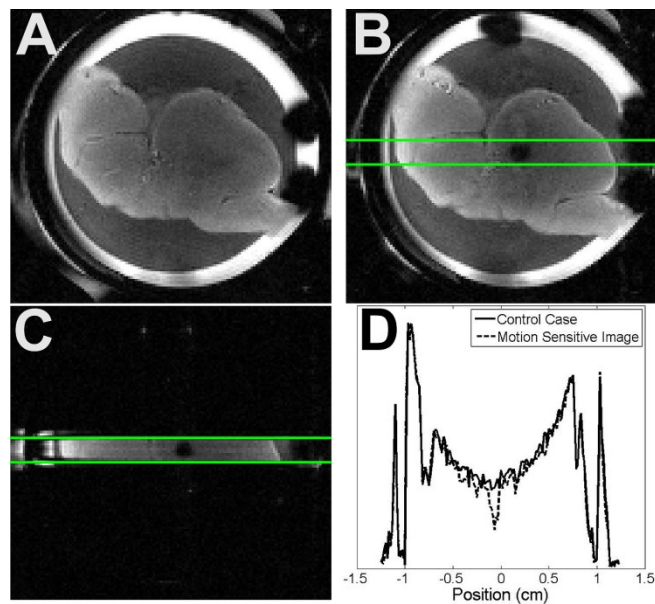 A
B
C
D
Control Case
Motion Sensitive Image
-1.5
-1
-0.5
0
0.5
1
1.5
Position (cm)